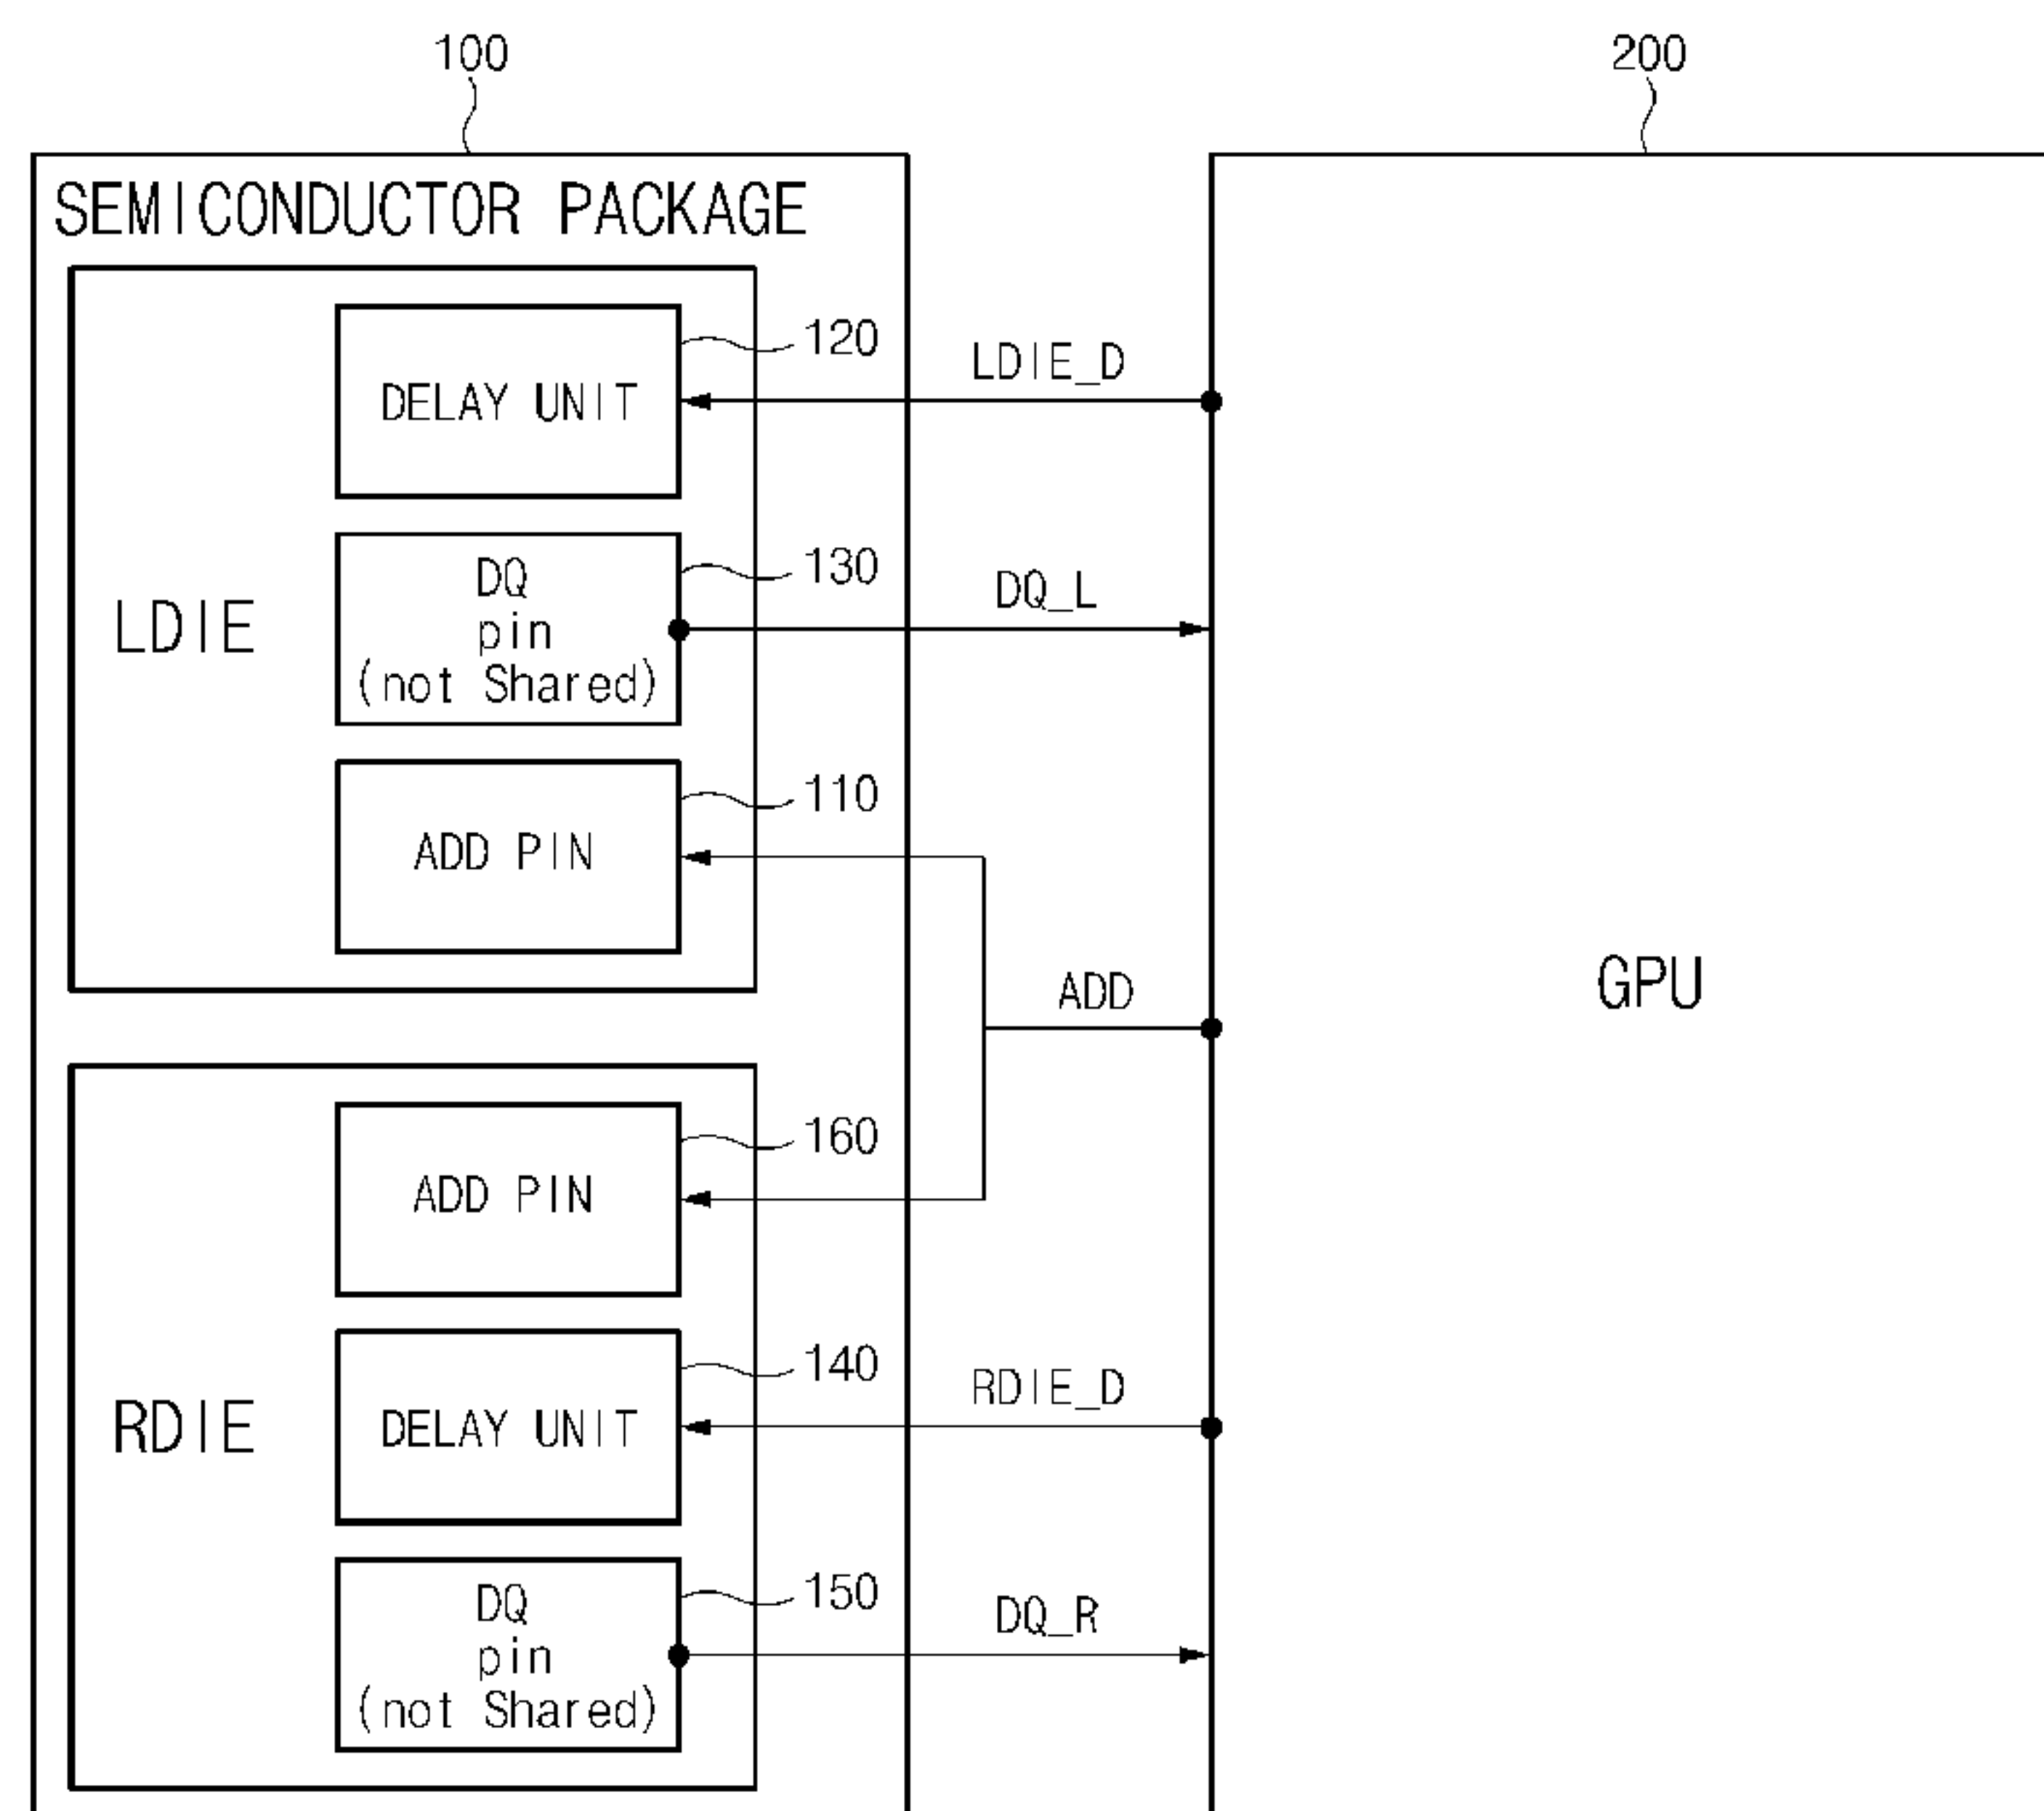 100
200
SEMICONDUCTOR PACKAGE
120
DELAY UNIT
LDIE_D
130
DQ
pin
(not Shared)
DQ_L
LDIE
110
ADD PIN
ADD
GPU
160
ADD PIN
140
DELAY UNIT
RDIE_D
RDIE
150
DQ
pin
(not Shared)
DQ_R